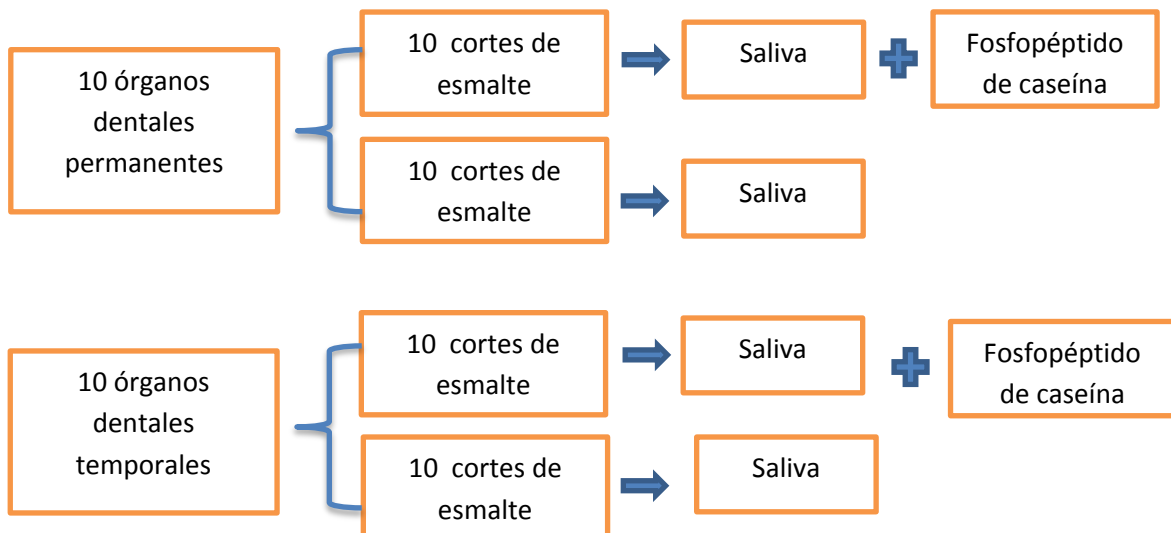 10 órganos
dentales
permanentes
10 cortes de
esmalte
Saliva
Fosfopéptido
de caseína
10 cortes de
esmalte
Saliva
10 órganos
dentales
temporales
10 cortes de
esmalte
Saliva
Fosfopéptido
de caseína
10 cortes de
esmalte
Saliva